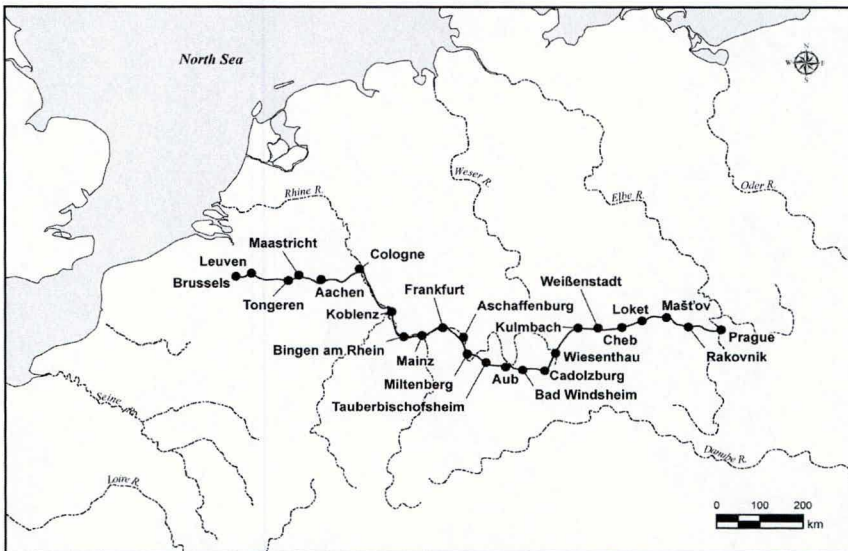 North Sea
N
W E
S
Rhine R.
Weser R.
Elbe R.
Oder R.
Leuven
Brussels
Maastricht
Tongeren
Aachen
Cologne
Koblenz
Bingen am Rhein
Mainz
Frankfurt
Aschaffenburg
Miltenberg
Tauberbischofsheim
Aub
Bad Windsheim
Cadolzburg
Wiesenthau
Kulmbach
Weißenstadt
Cheb
Loket
Mašťov
Rakovnik
Prague
Seine R.
Loire R.
Danube R.
0 100 200
km